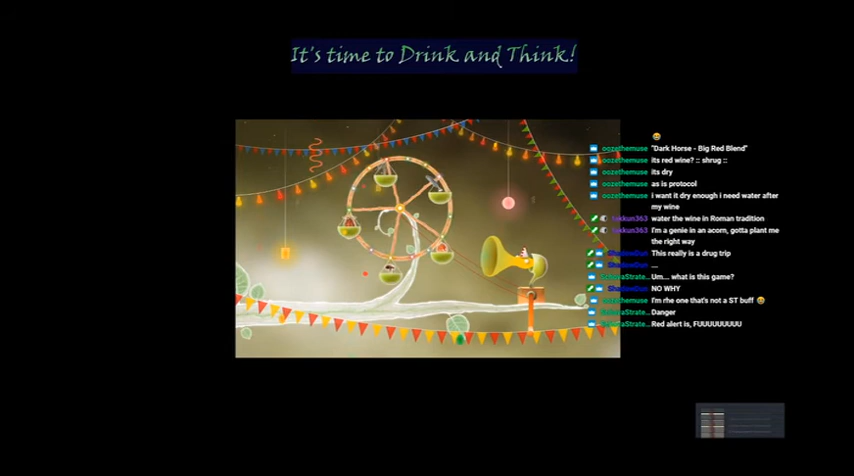 It's time to Drink and Think!
oozethemuse "Dark Horse - Big Red Blend"
oozethemuse its red wine? :: shrug ::
oozethemuse its dry
oozethemuse as is protocol
oozethemuse i want it dry enough i need water after
my wine
tokkun363 water the wine in Roman tradition
tokkun363 I'm a genie in an acorn, gotta plant me
the right way
This really is a drug trip
...
Um... what is this game?
NO WHY
oozethemuse I'm rhe one that's not a ST buff
Danger
Red alert is, FUUUUUUUUU